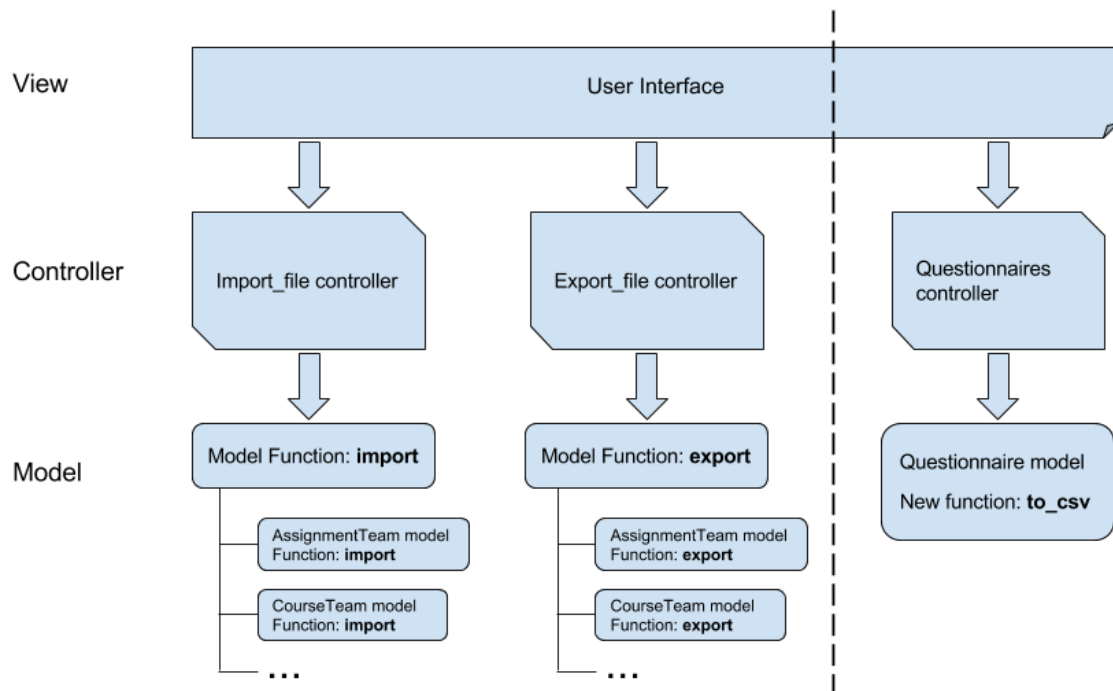 View
User Interface
Controller
Import_file controller
Export_file controller
Questionnaires
controller
Model
Model Function: import
Model Function: export
Questionnaire model
New function: to_csv
AssignmentTeam model
Function: import
AssignmentTeam model
Function: export
CourseTeam model
Function: import
CourseTeam model
Function: export
...
...